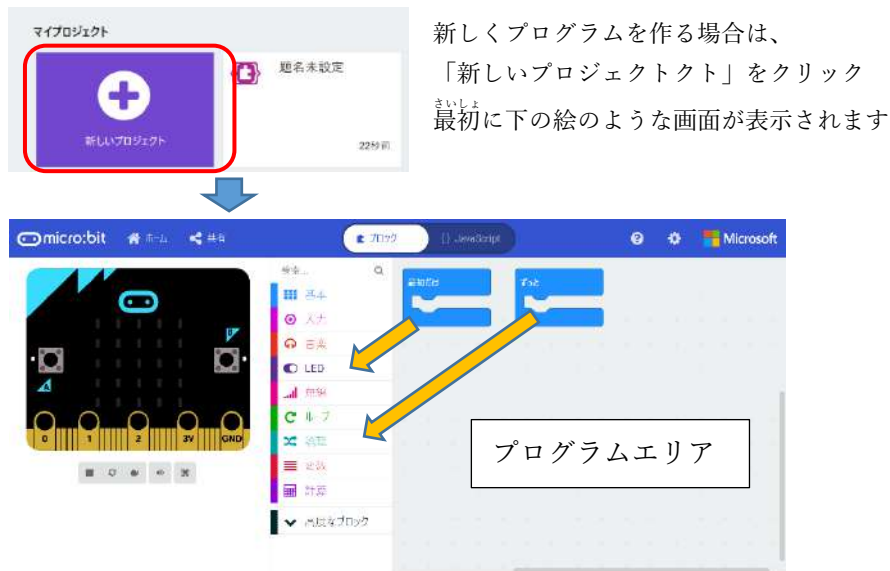 マイプロジェクト
新しいプロジェクト
題名未設定
22秒前
新しくプログラムを作る場合は、
「新しいプロジェクトクト」をクリック
さいしょ
最初に下の絵のような画面が表示されます
micro:bit ホーム 共有 ブロック {} JavaScript Microsoft
検索...
基本
入力
音楽
LED
無線
ループ
論理
変数
計算
高度なブロック
最初だけ
ずっと
プログラムエリア
A
B
0 1 2 3V GND